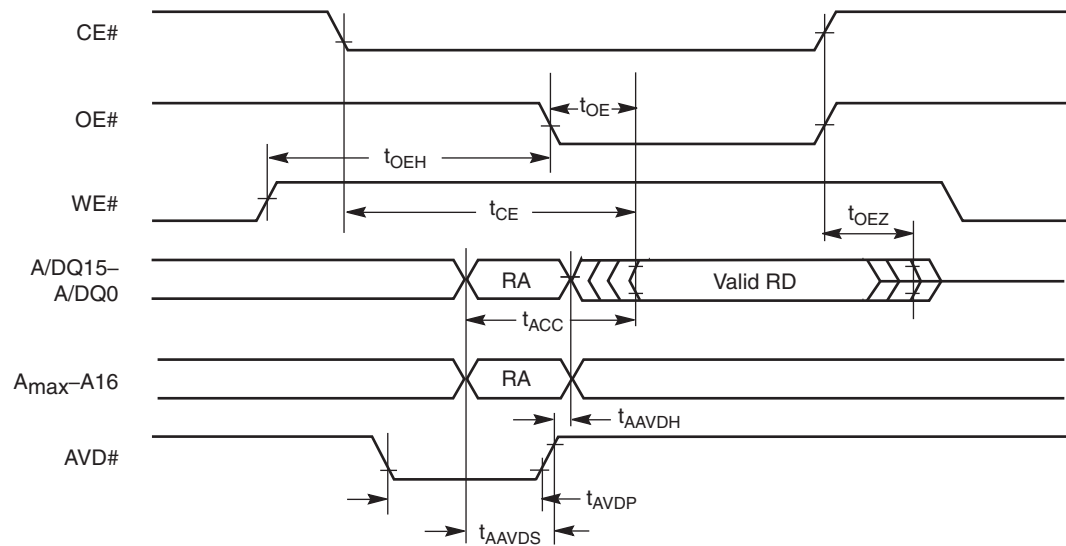 CE#
OE#
tOE
tOEH
WE#
tCE
tOEZ
A/DQ15–
A/DQ0
RA
Valid RD
tACC
Amax–A16
RA
tAAVDH
AVD#
tAVDP
tAAVDS